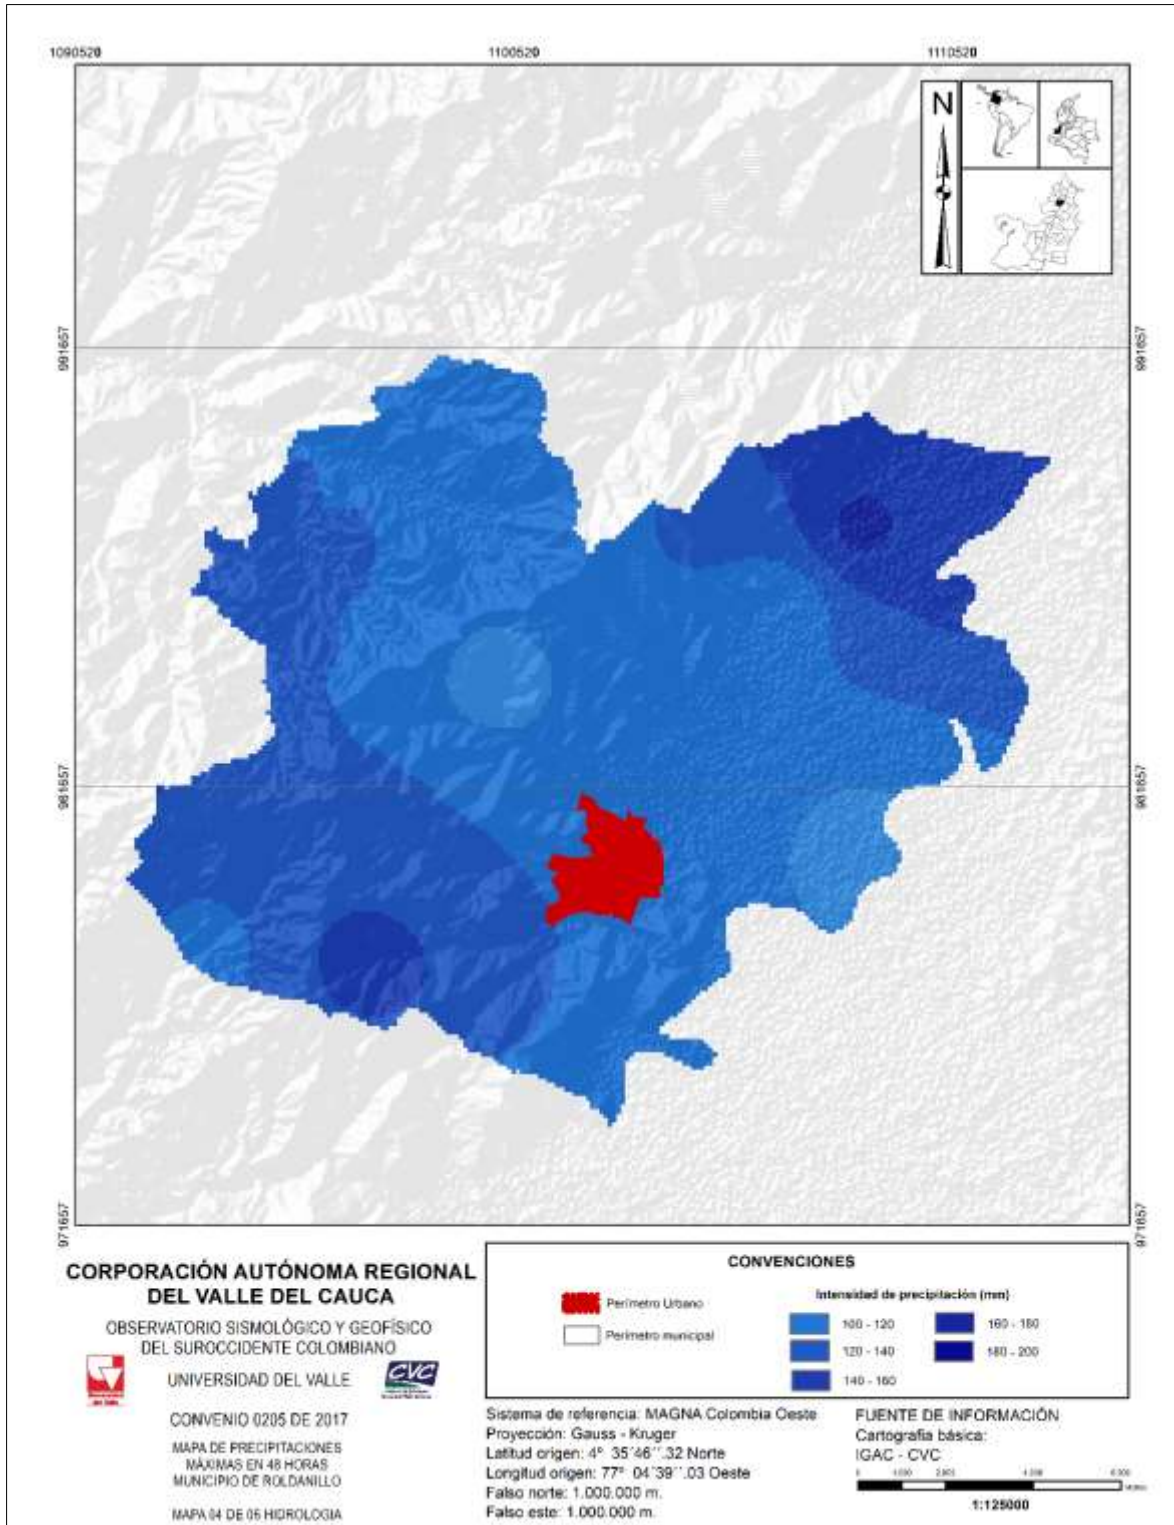 1090520
1100520
1110520
N
991657
991657
981657
981657
971657
971657
CORPORACIÓN AUTÓNOMA REGIONAL
DEL VALLE DEL CAUCA
OBSERVATORIO SISMOLÓGICO Y GEOFÍSICO
DEL SUROCCIDENTE COLOMBIANO
UNIVERSIDAD DEL VALLE
CVC
CONVENIO 0205 DE 2017
MAPA DE PRECIPITACIONES
MÁXIMAS EN 48 HORAS
MUNICIPIO DE ROLDANILLO
MAPA 04 DE 06 HIDROLOGIA
CONVENCIONES
Perímetro Urbano
Perímetro municipal
Intensidad de precipitación (mm)
100 - 120
120 - 140
140 - 160
160 - 180
180 - 200
Sistema de referencia: MAGNA Colombia Oeste
Proyección: Gauss - Kruger
Latitud origen: 4º 35´46´´.32 Norte
Longitud origen: 77º 04´39´´.03 Oeste
Falso norte: 1.000.000 m.
Falso este: 1.000.000 m.
FUENTE DE INFORMACIÓN
Cartografía básica:
IGAC - CVC
1:125000